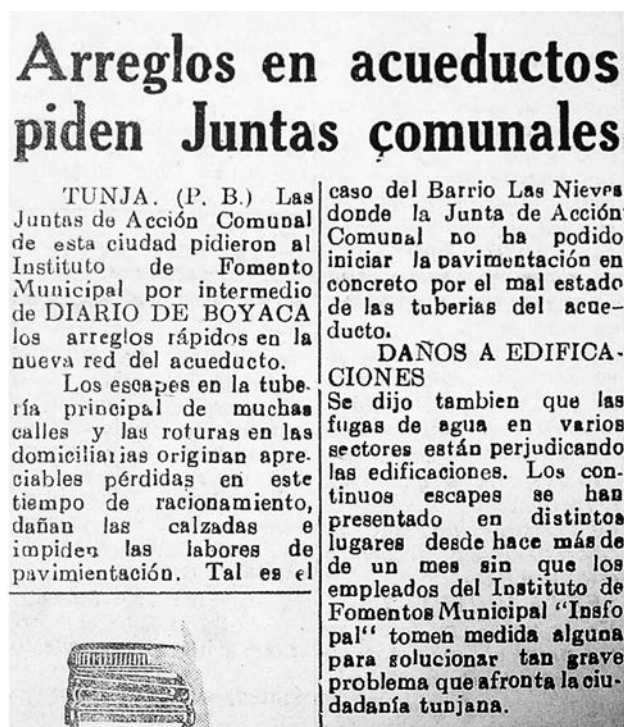 Arreglos en acueductos
piden Juntas comunales
TUNJA. (P. B.) Las
Juntas de Acción Comunal
de esta ciudad pidieron al
Instituto de Fomento
Municipal por intermedio
de DIARIO DE BOYACA
los arreglos rápidos en la
nueva red del acueducto.
Los escapes en la tube-
ría principal de muchas
calles y las roturas en las
domiciliarias originan apre-
ciables pérdidas en este
tiempo de racionamiento,
dañan las calzadas e
impiden las labores de
pavimientación. Tal es el
caso del Barrio Las Nieves
donde la Junta de Acción
Comunal no ha podido
iniciar la pavimentación en
concreto por el mal estado
de las tuberias del acue-
ducto.
DAÑOS A EDIFICA-
CIONES
Se dijo tambien que las
fugas de agua en varios
sectores están perjudicando
las edificaciones. Los con-
tinuos escapes se han
presentado en distintos
lugares desde hace más de
de un mes sin que los
empleados del Instituto de
Fomentos Municipal "Insfo
pal" tomen medida alguna
para solucionar tan grave
problema que afronta la ciu-
dadanía tunjana.